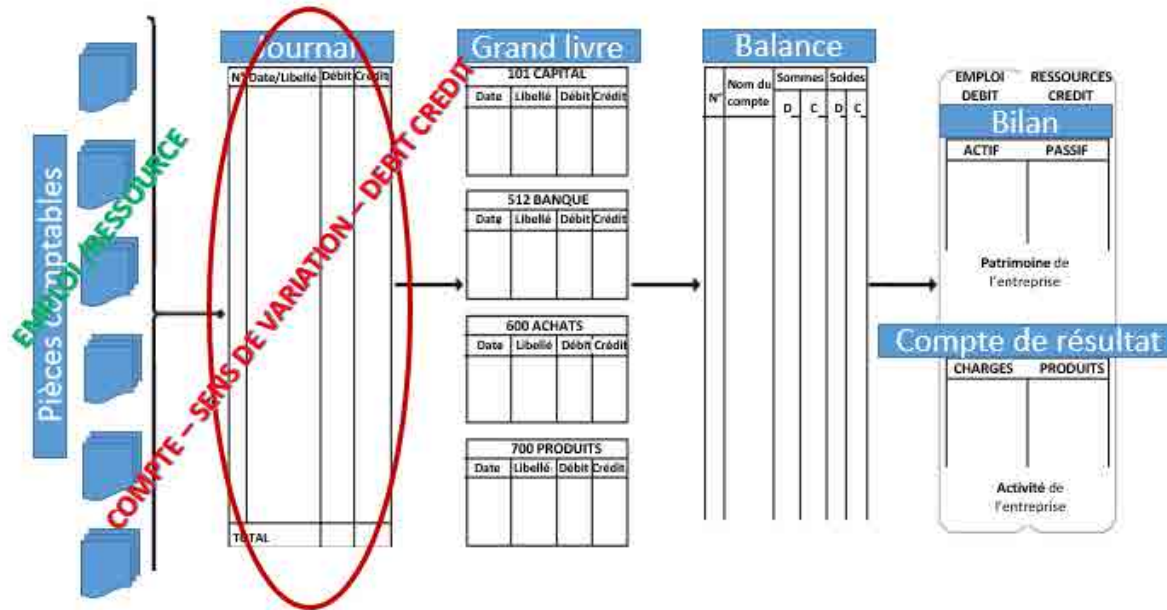 Pièces comptables
EMPLOI /RESSOURCE
COMPTE – SENS DE VARIATION – DEBIT CREDIT
Journal
N° Date/Libellé Débit Crédit
TOTAL
Grand livre
101 CAPITAL
Date Libellé Débit Crédit
512 BANQUE
Date Libellé Débit Crédit
600 ACHATS
Date Libellé Débit Crédit
700 PRODUITS
Date Libellé Débit Crédit
Balance
N° Nom du compte Sommes Soldes
D C D C
EMPLOI RESSOURCES
DEBIT CREDIT
Bilan
ACTIF PASSIF
Patrimoine de
l'entreprise
Compte de résultat
CHARGES PRODUITS
Activité de
l'entreprise